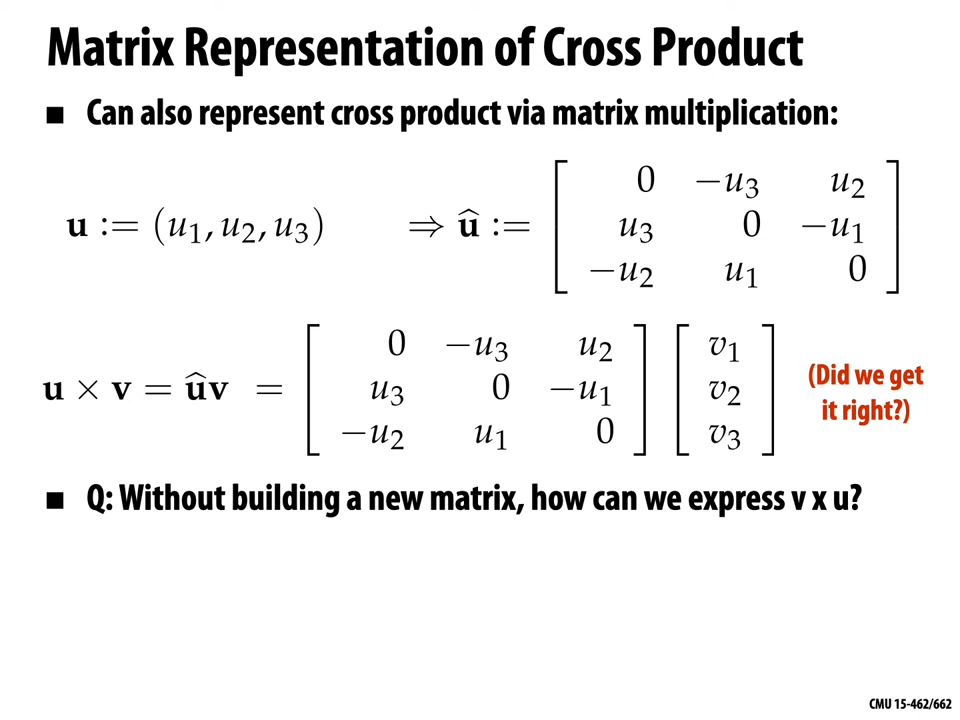 Matrix Representation of Cross Product
■ Can also represent cross product via matrix multiplication:
u := (u₁, u₂, u₃) ⇒ û := [ 0 −u₃ u₂
u₃ 0 −u₁
−u₂ u₁ 0 ]
u × v = ûv = [ 0 −u₃ u₂ ; u₃ 0 −u₁ ; −u₂ u₁ 0 ] [ v₁ ; v₂ ; v₃ ]
(Did we get
it right?)
■ Q: Without building a new matrix, how can we express v x u?
CMU 15-462/662